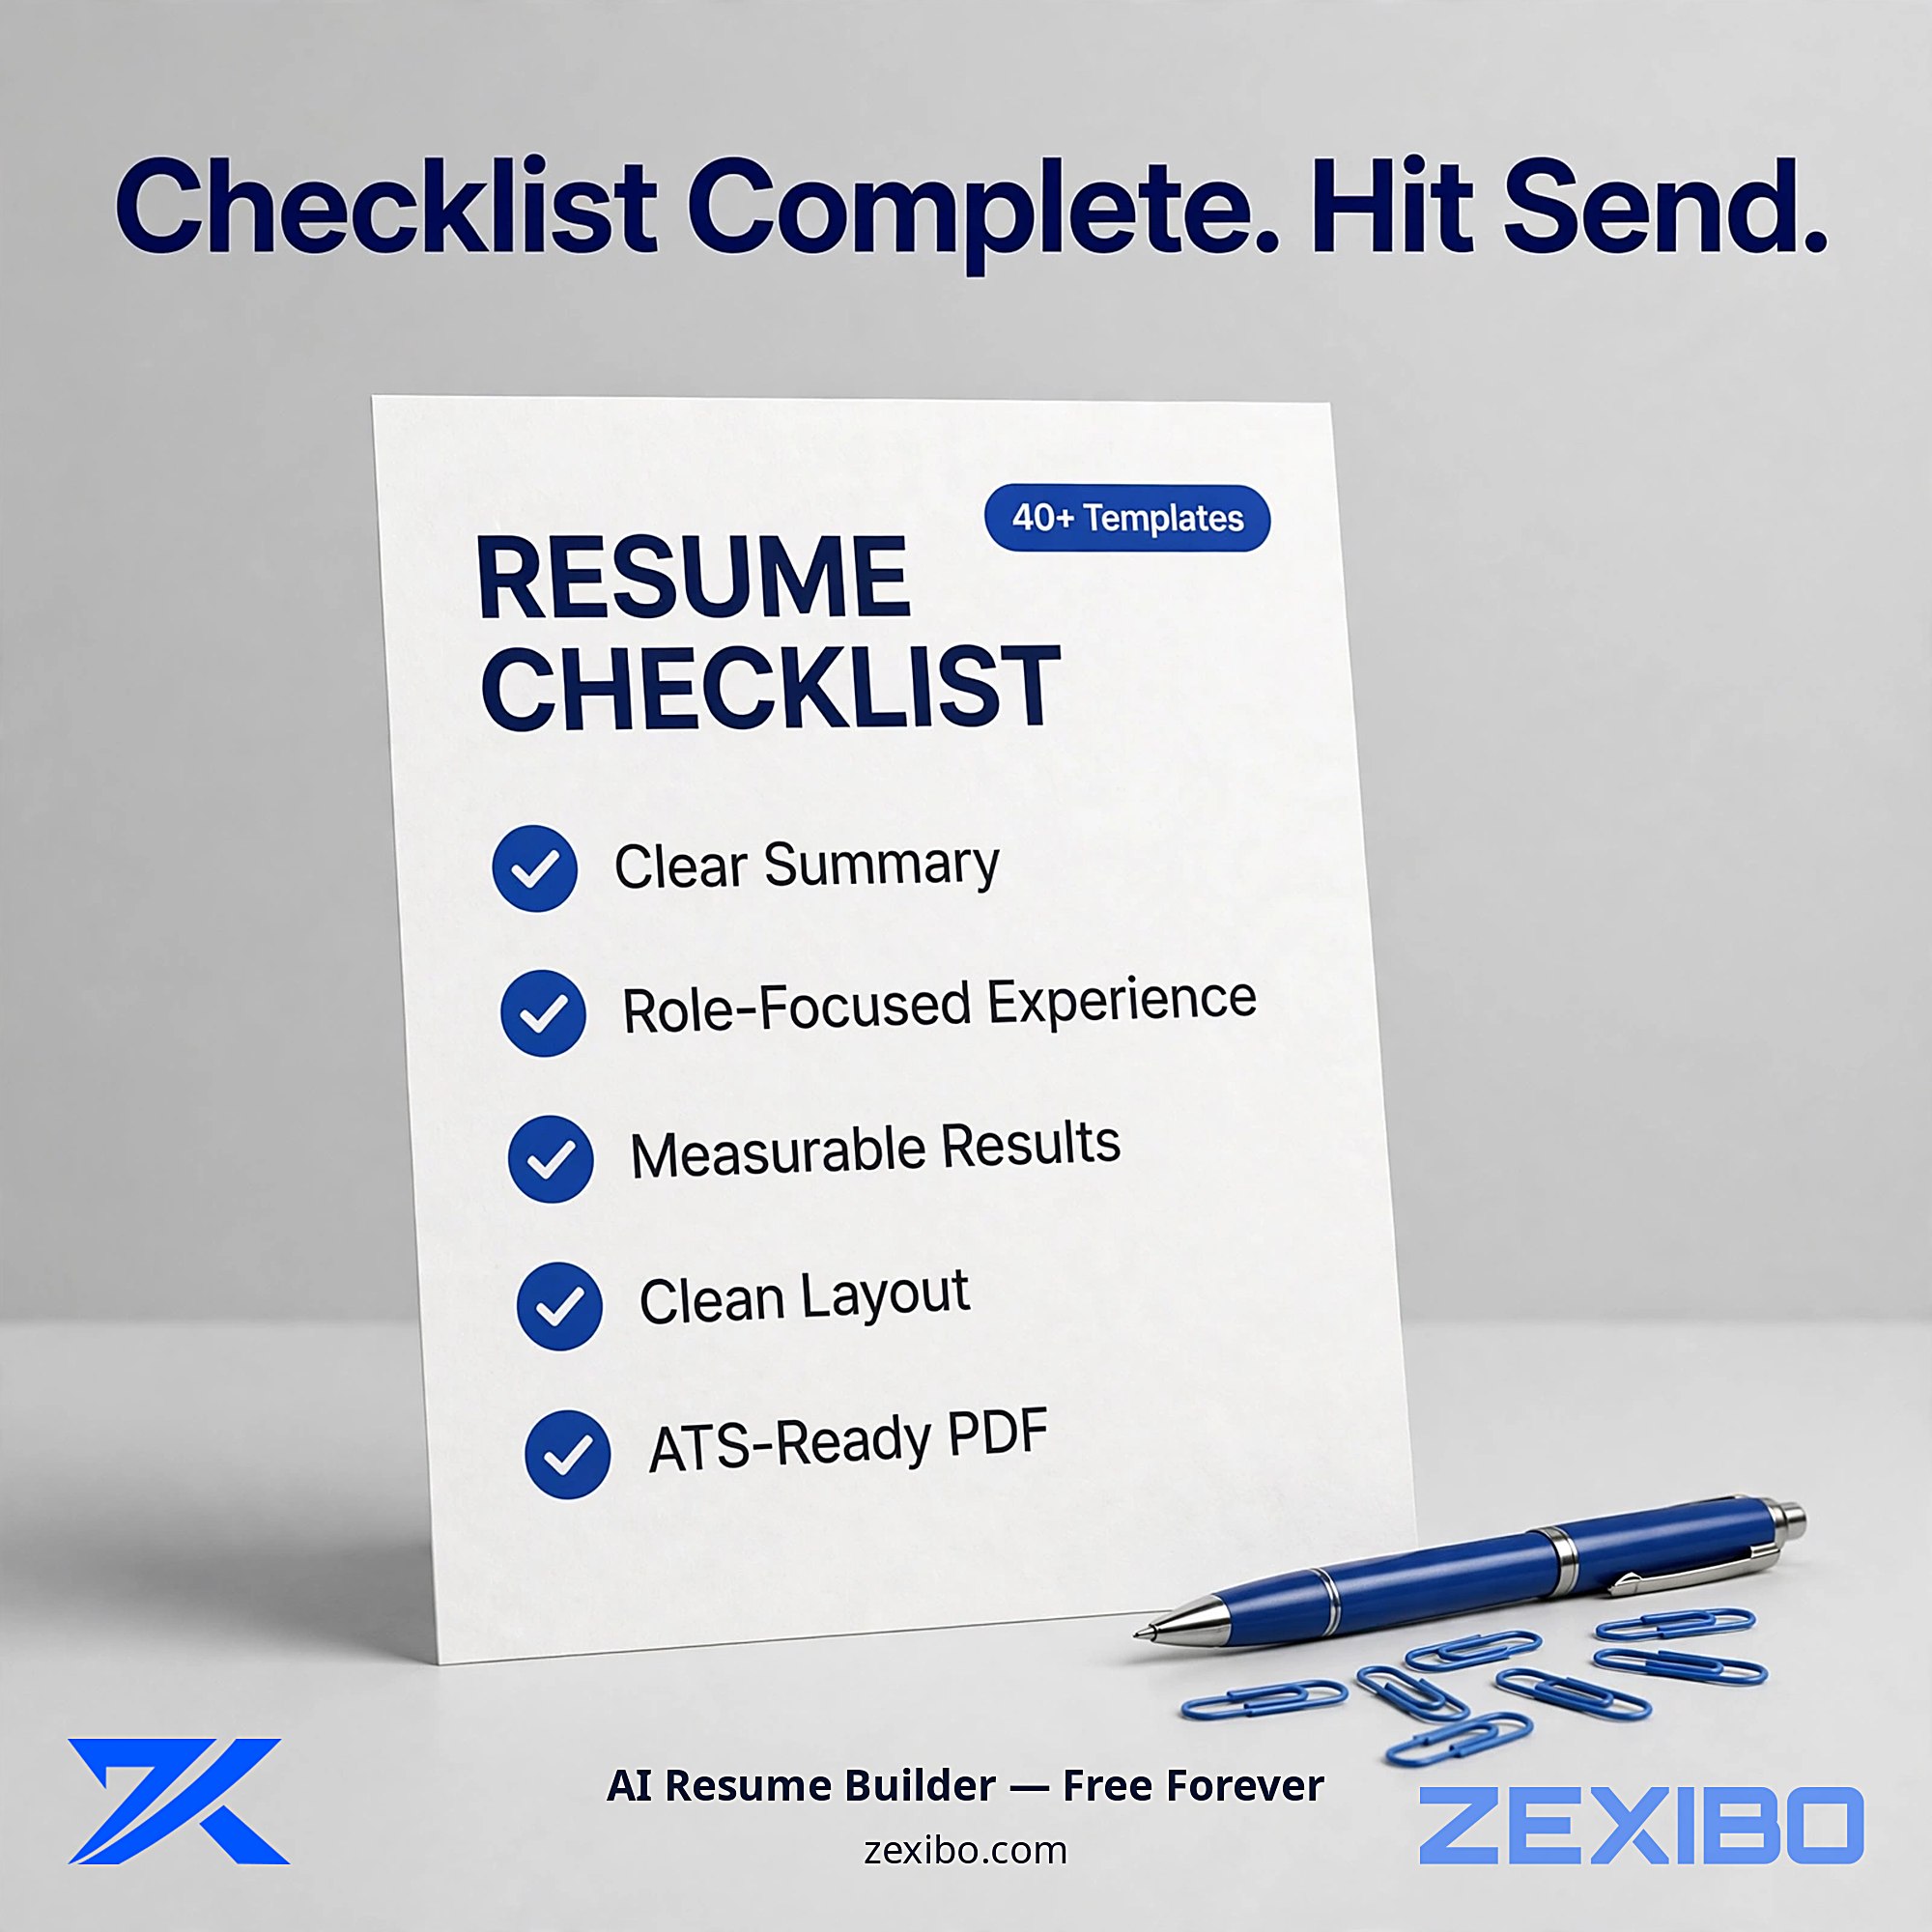 Checklist Complete. Hit Send.
40+ Templates
RESUME
CHECKLIST
Clear Summary
Role-Focused Experience
Measurable Results
Clean Layout
ATS-Ready PDF
AI Resume Builder — Free Forever
zexibo.com
ZEXIBO